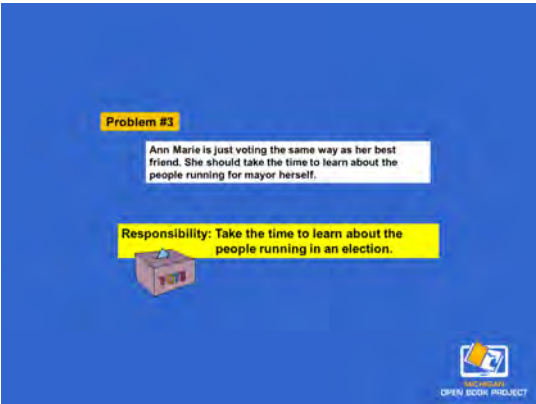 Problem #3
Ann Marie is just voting the same way as her best
friend. She should take the time to learn about the
people running for mayor herself.
Responsibility: Take the time to learn about the
people running in an election.
VOTE
MICHIGAN
OPEN BOOK PROJECT